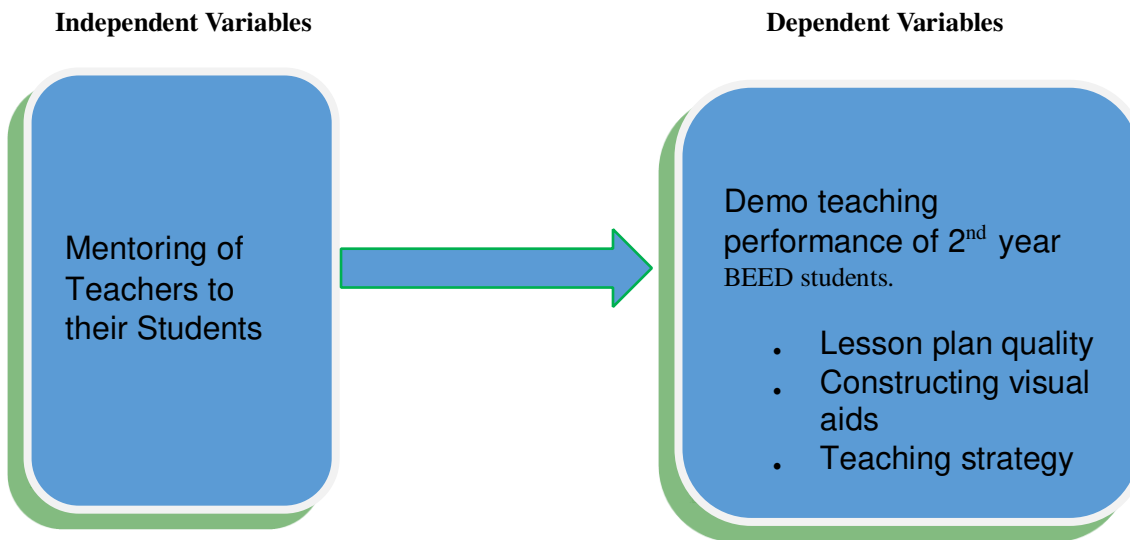 Independent Variables
Dependent Variables
Mentoring of
Teachers to
their Students
Demo teaching
performance of 2nd year
BEED students.
. Lesson plan quality
. Constructing visual
aids
. Teaching strategy